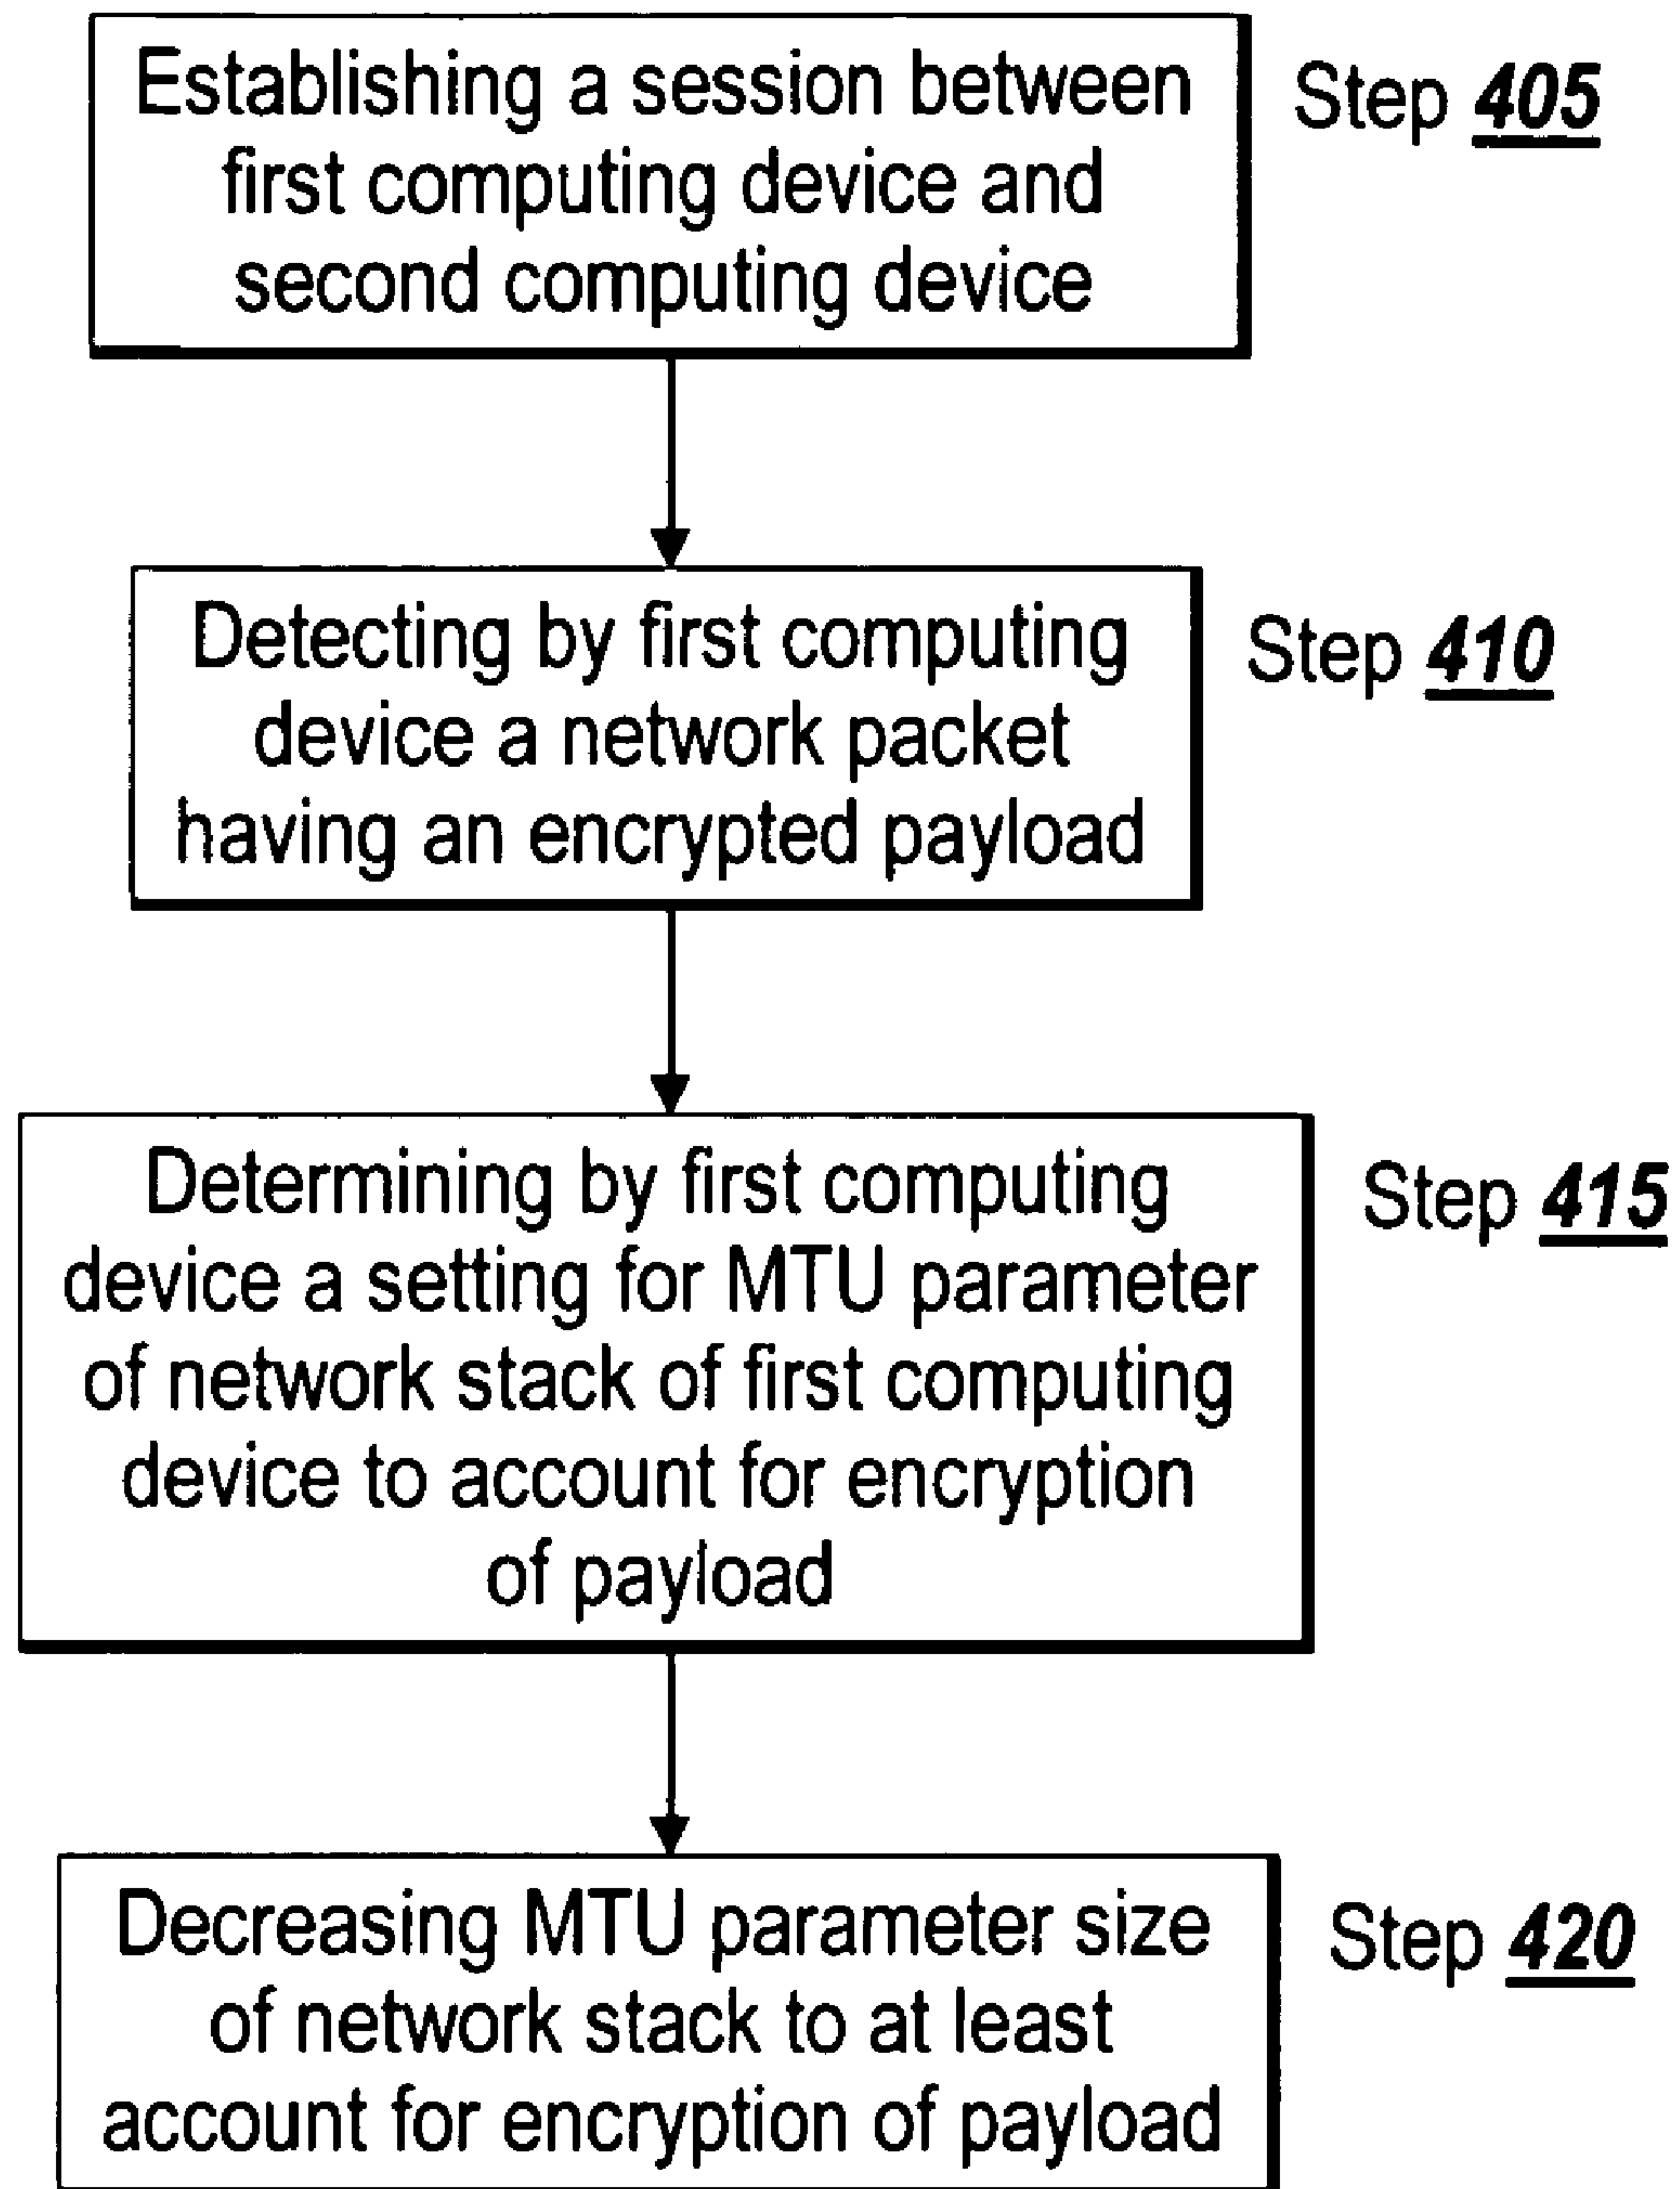 Establishing a session between
first computing device and
second computing device
Step 405
Detecting by first computing
device a network packet
having an encrypted payload
Step 410
Determining by first computing
device a setting for MTU parameter
of network stack of first computing
device to account for encryption
of payload
Step 415
Decreasing MTU parameter size
of network stack to at least
account for encryption of payload
Step 420